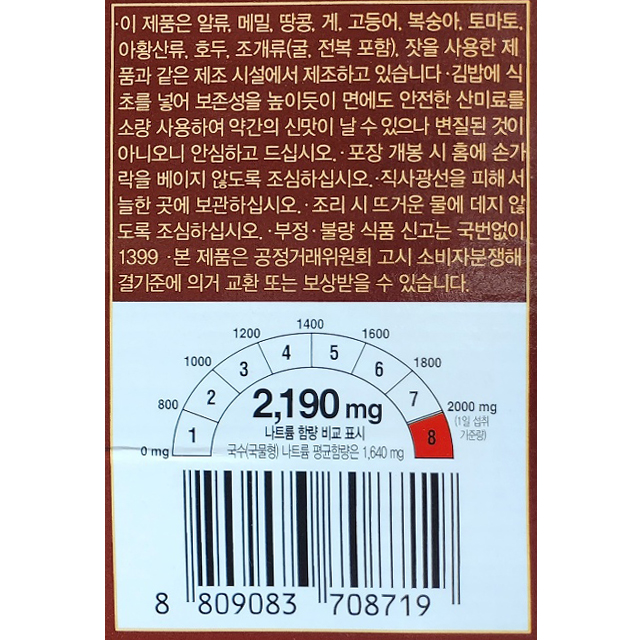 ·이 제품은 알류, 메밀, 땅콩, 게, 고등어, 복숭아, 토마토,
아황산류, 호두, 조개류(굴, 전복 포함), 잣을 사용한 제
품과 같은 제조 시설에서 제조하고 있습니다 ·김밥에 식
초를 넣어 보존성을 높이듯이 면에도 안전한 산미료를
소량 사용하여 약간의 신맛이 날 수 있으나 변질된 것이
아니오니 안심하고 드십시오. ·포장 개봉 시 홈에 손가
락을 베이지 않도록 조심하십시오. ·직사광선을 피해 서
늘한 곳에 보관하십시오. ·조리 시 뜨거운 물에 데지 않
도록 조심하십시오. ·부정·불량 식품 신고는 국번없이
1399 ·본 제품은 공정거래위원회 고시 소비자분쟁해
결기준에 의거 교환 또는 보상받을 수 있습니다.
0 mg 800 1000 1200 1400 1600 1800 2000 mg
(1일 섭취
기준량)
1 2 3 4 5 6 7 8
2,190 mg
나트륨 함량 비교 표시
국수(국물형) 나트륨 평균함량은 1,640 mg
8 809083 708719